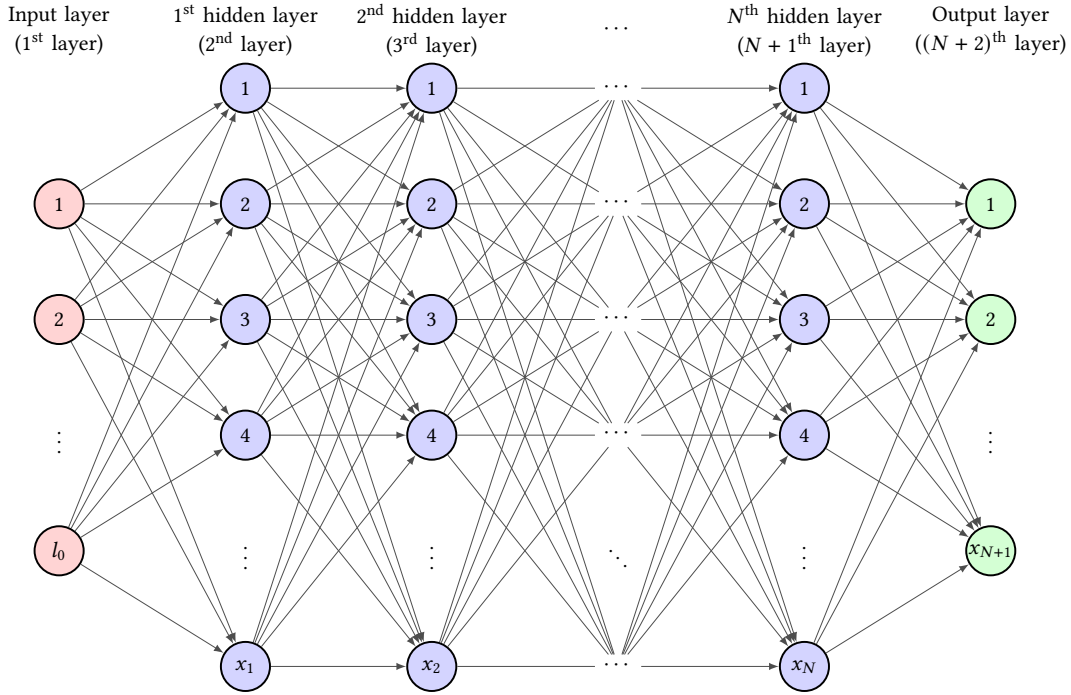 Input layer
(1ˢᵗ layer)
1ˢᵗ hidden layer
(2ⁿᵈ layer)
2ⁿᵈ hidden layer
(3ʳᵈ layer)
⋯
Nᵗʰ hidden layer
(N + 1ᵗʰ layer)
Output layer
((N + 2)ᵗʰ layer)
1 1 ⋯ 1
1 2 2 ⋯ 2 1
2 3 3 ⋯ 3 2
⋮ 4 4 ⋯ 4 ⋮
l₀ ⋮ ⋮ ⋱ ⋮ x_{N+1}
x₁ x₂ ⋯ x_N